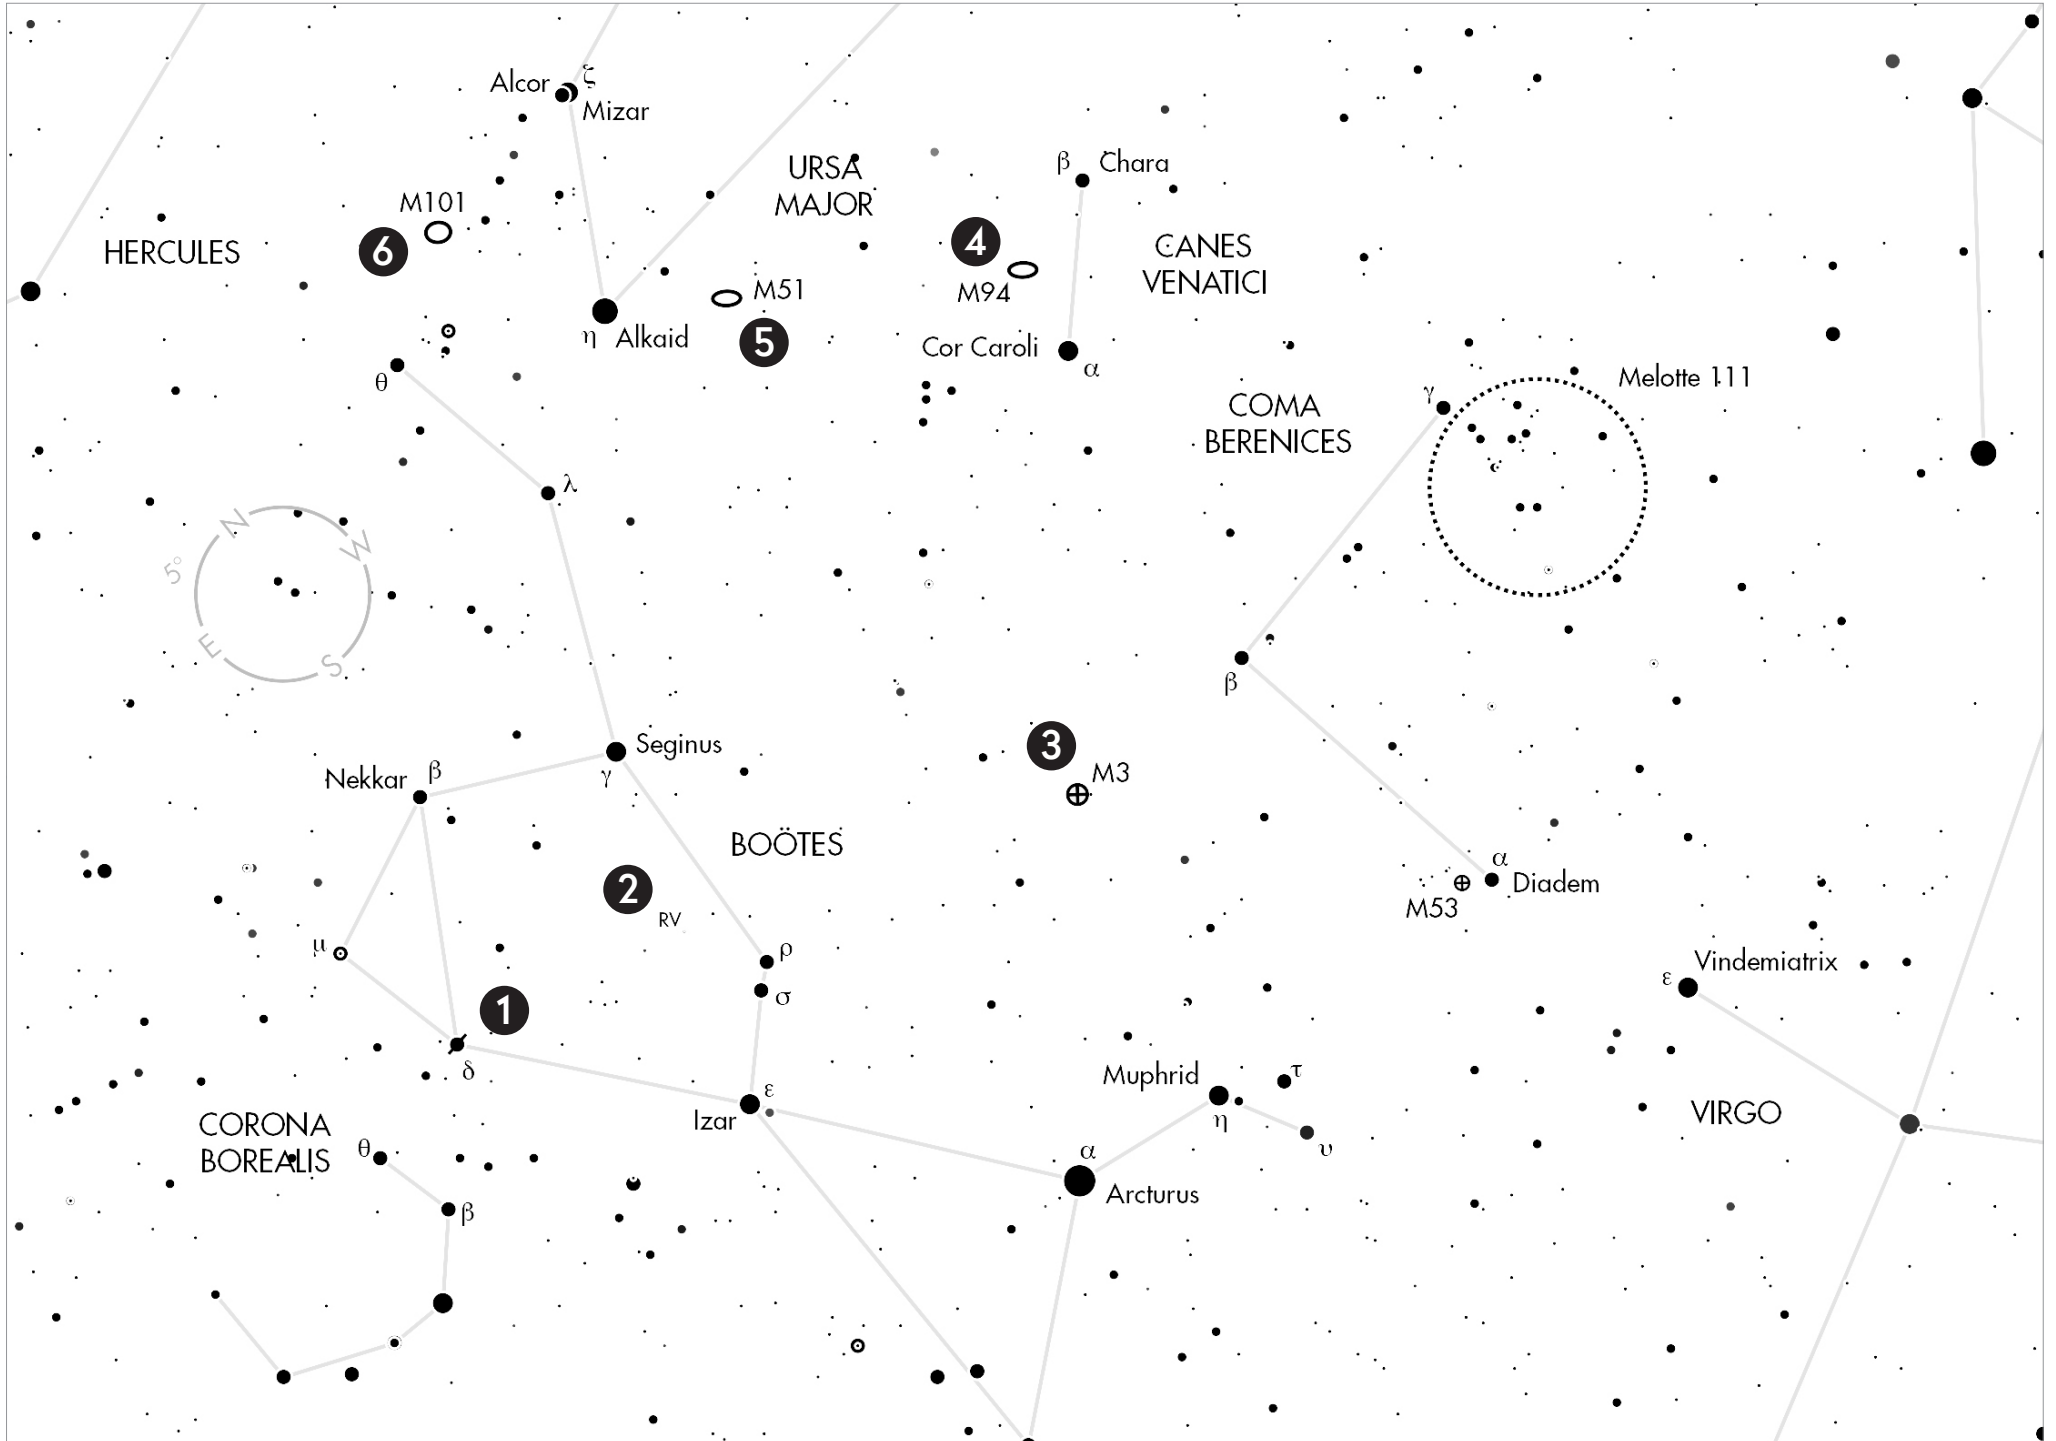 Alcor
ζ
Mizar
URSA
MAJOR
β Chara
M101
6
HERCULES
4
M94
CANES
VENATICI
M51
5
η Alkaid
Cor Caroli
α
θ
COMA
BERENICES
γ
Melotte 111
λ
N
W
5°
E
S
β
Seginus
γ
Nekkar β
3
M3
BOÖTES
2
RV
α
Diadem
M53
μ
ρ
σ
1
δ
Vindemiatrix
ε
ε
Izar
Muphrid
η
τ
υ
VIRGO
CORONA
BOREALIS
θ
β
α
Arcturus